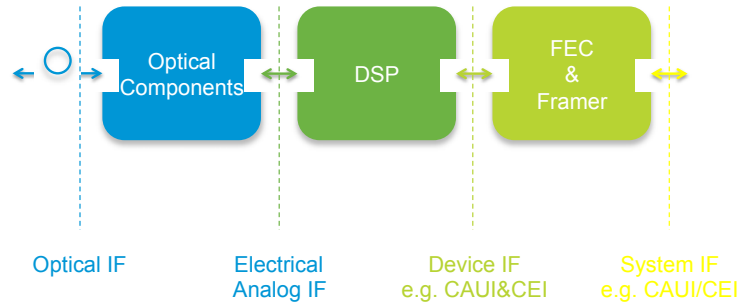 Optical
Components
DSP
FEC
&
Framer
Optical IF
Electrical
Analog IF
Device IF
e.g. CAUI&CEI
System IF
e.g. CAUI/CEI